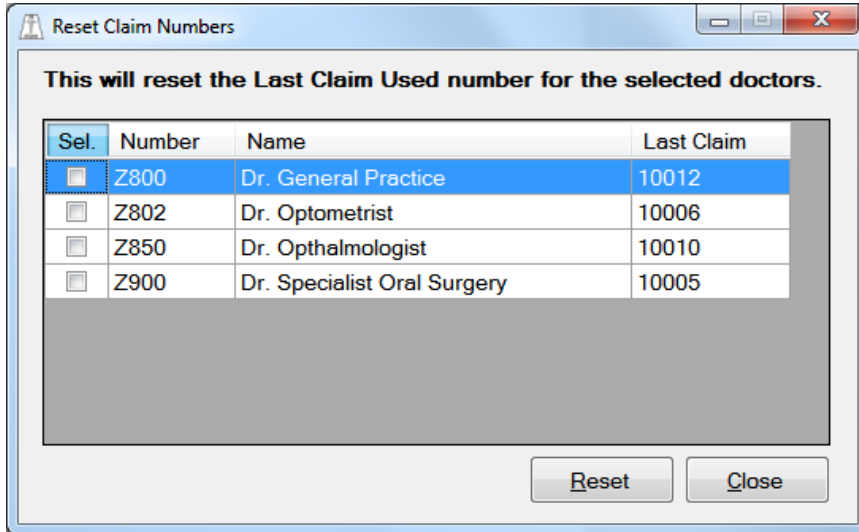 Reset Claim Numbers
This will reset the Last Claim Used number for the selected doctors.
Sel. Number Name Last Claim
Z800 Dr. General Practice 10012
Z802 Dr. Optometrist 10006
Z850 Dr. Opthalmologist 10010
Z900 Dr. Specialist Oral Surgery 10005
Reset Close